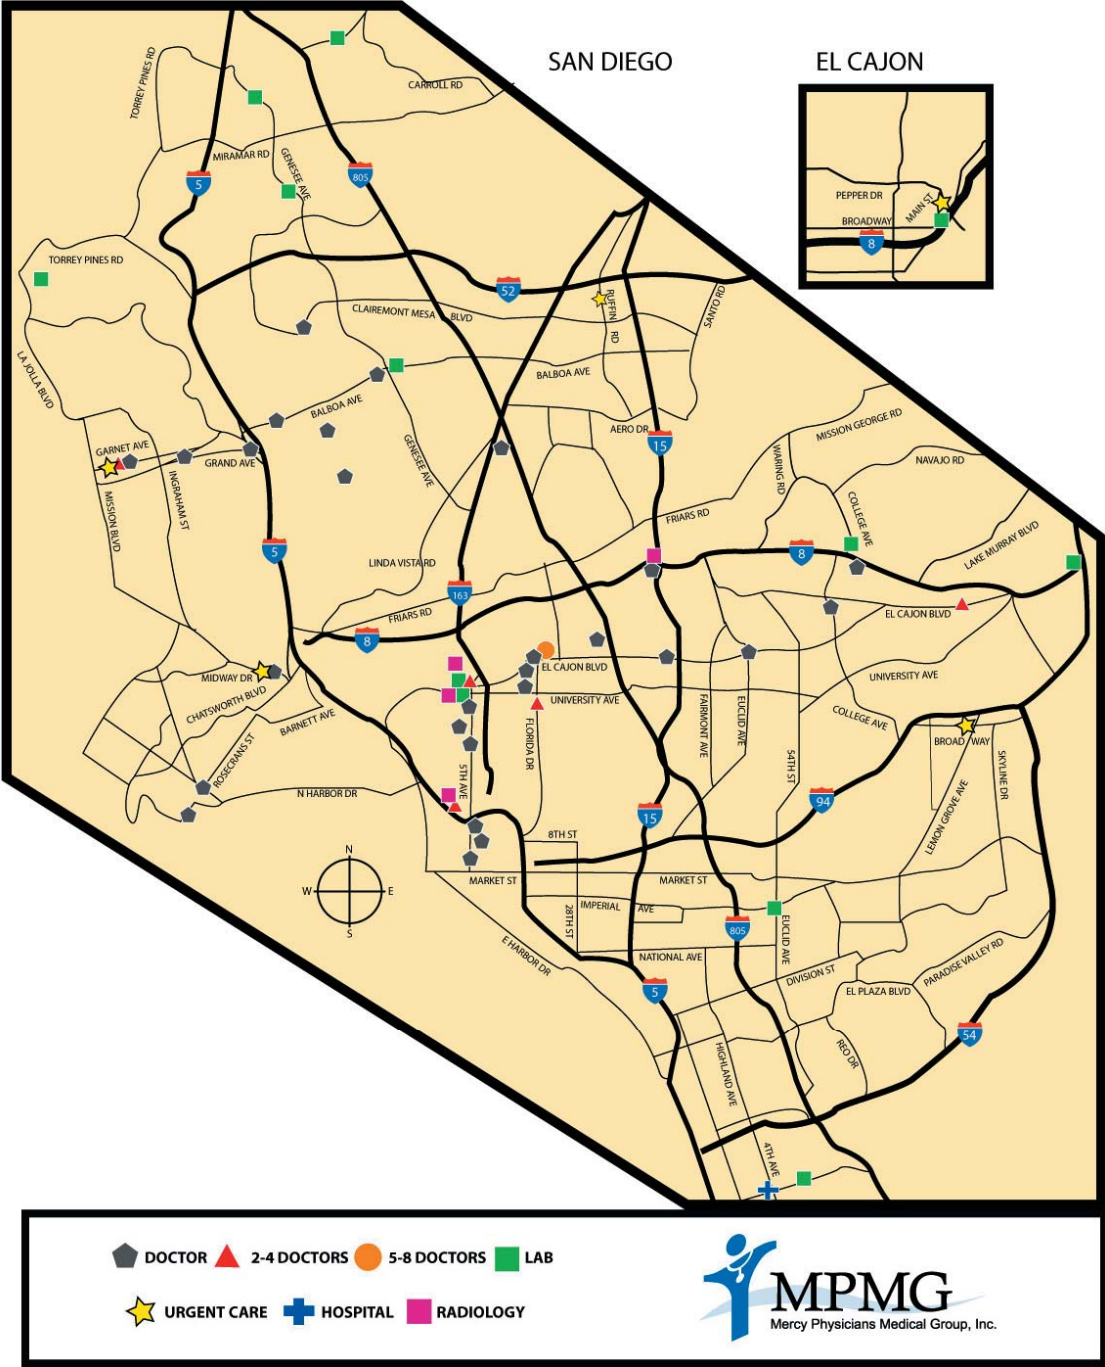 SAN DIEGO
EL CAJON
TORREY PINES RD
CARROLL RD
MIRAMAR RD
GENESEE AVE
5
805
PEPPER DR
MAIN ST
BROADWAY
8
TORREY PINES RD
52
CLAIREMONT MESA BLVD
RUFFIN RD
SANTO RD
LA JOLLA BLVD
BALBOA AVE
BALBOA AVE
MISSION GEORGE RD
AERO DR
15
GARNET AVE
GRAND AVE
GENESEE AVE
WARING RD
NAVAJO RD
INGRAHAM ST
MISSION BLVD
FRIARS RD
COLLEGE AVE
LAKE MURRAY BLVD
5
8
LINDA VISTA RD
163
FRIARS RD
8
EL CAJON BLVD
EL CAJON BLVD
MIDWAY DR
UNIVERSITY AVE
CHATSWORTH BLVD
UNIVERSITY AVE
BARNETT AVE
FLORIDA DR
FAIRMONT AVE
EUCLID AVE
COLLEGE AVE
BROADWAY
ROSECRANS ST
54TH ST
SKYLINE DR
5TH AVE
N HARBOR DR
94
15
LEMON GROVE AVE
8TH ST
N
W E
S
MARKET ST
MARKET ST
IMPERIAL AVE
28TH ST
805
EUCLID AVE
E HARBOR DR
NATIONAL AVE
DIVISION ST
PARADISE VALLEY RD
5
EL PLAZA BLVD
54
HIGHLAND AVE
REO DR
4TH AVE
DOCTOR
2-4 DOCTORS
5-8 DOCTORS
LAB
URGENT CARE
HOSPITAL
RADIOLOGY
MPMG
Mercy Physicians Medical Group, Inc.